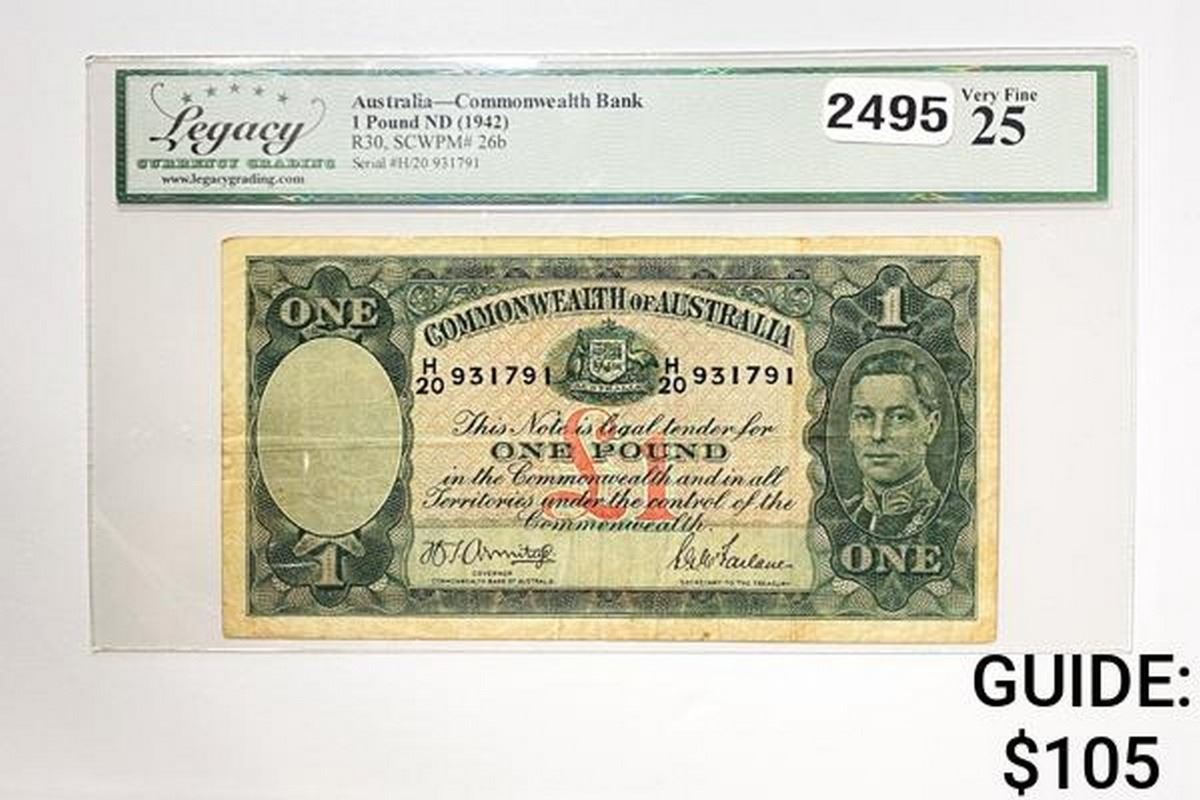 Legacy
CURRENCY GRADING
www.legacygrading.com
Australia—Commonwealth Bank
1 Pound ND (1942)
R30, SCWPM# 26b
Serial #H/20 931791
2495
Very Fine
25
ONE
COMMONWEALTH OF AUSTRALIA
1
H/20 931791
H/20 931791
AUSTRALIA
£1
This Note is legal tender for
ONE POUND
in the Commonwealth and in all
Territories under the control of the
Commonwealth.
1
H.T. Armitage
GOVERNOR
COMMONWEALTH BANK OF AUSTRALIA
S.G. McFarlane
SECRETARY TO THE TREASURY
ONE
GUIDE:
$105